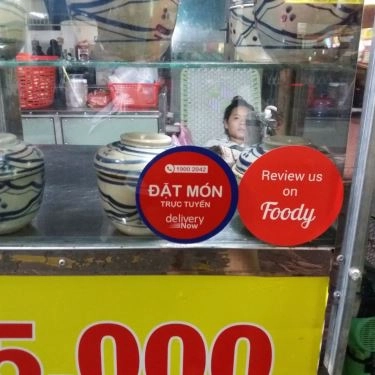 1900 2042
ĐẶT MÓN
TRỰC TUYẾN
delivery
Now
Review us
on
Foody
5.000